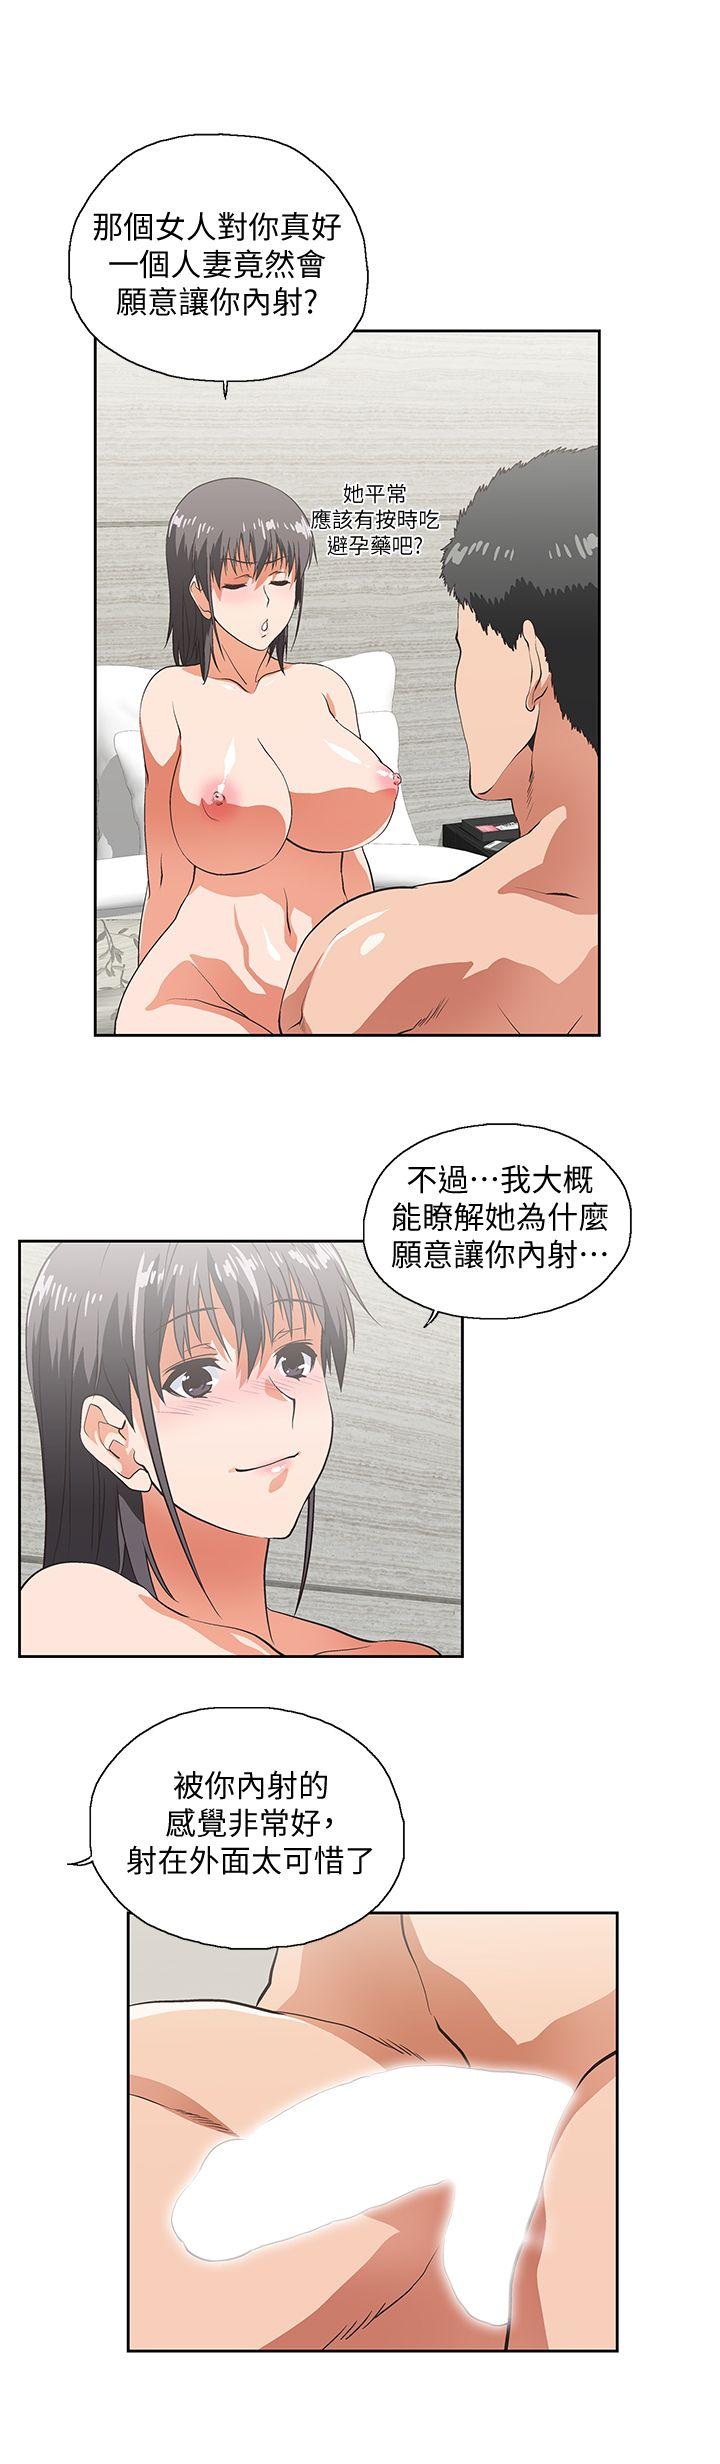 那個女人對你真好
一個人妻竟然會
願意讓你內射?
她平常
應該有按時吃
避孕藥吧?
不過⋯我大概
能瞭解她為什麼
願意讓你內射⋯
被你內射的
感覺非常好,
射在外面太可惜了